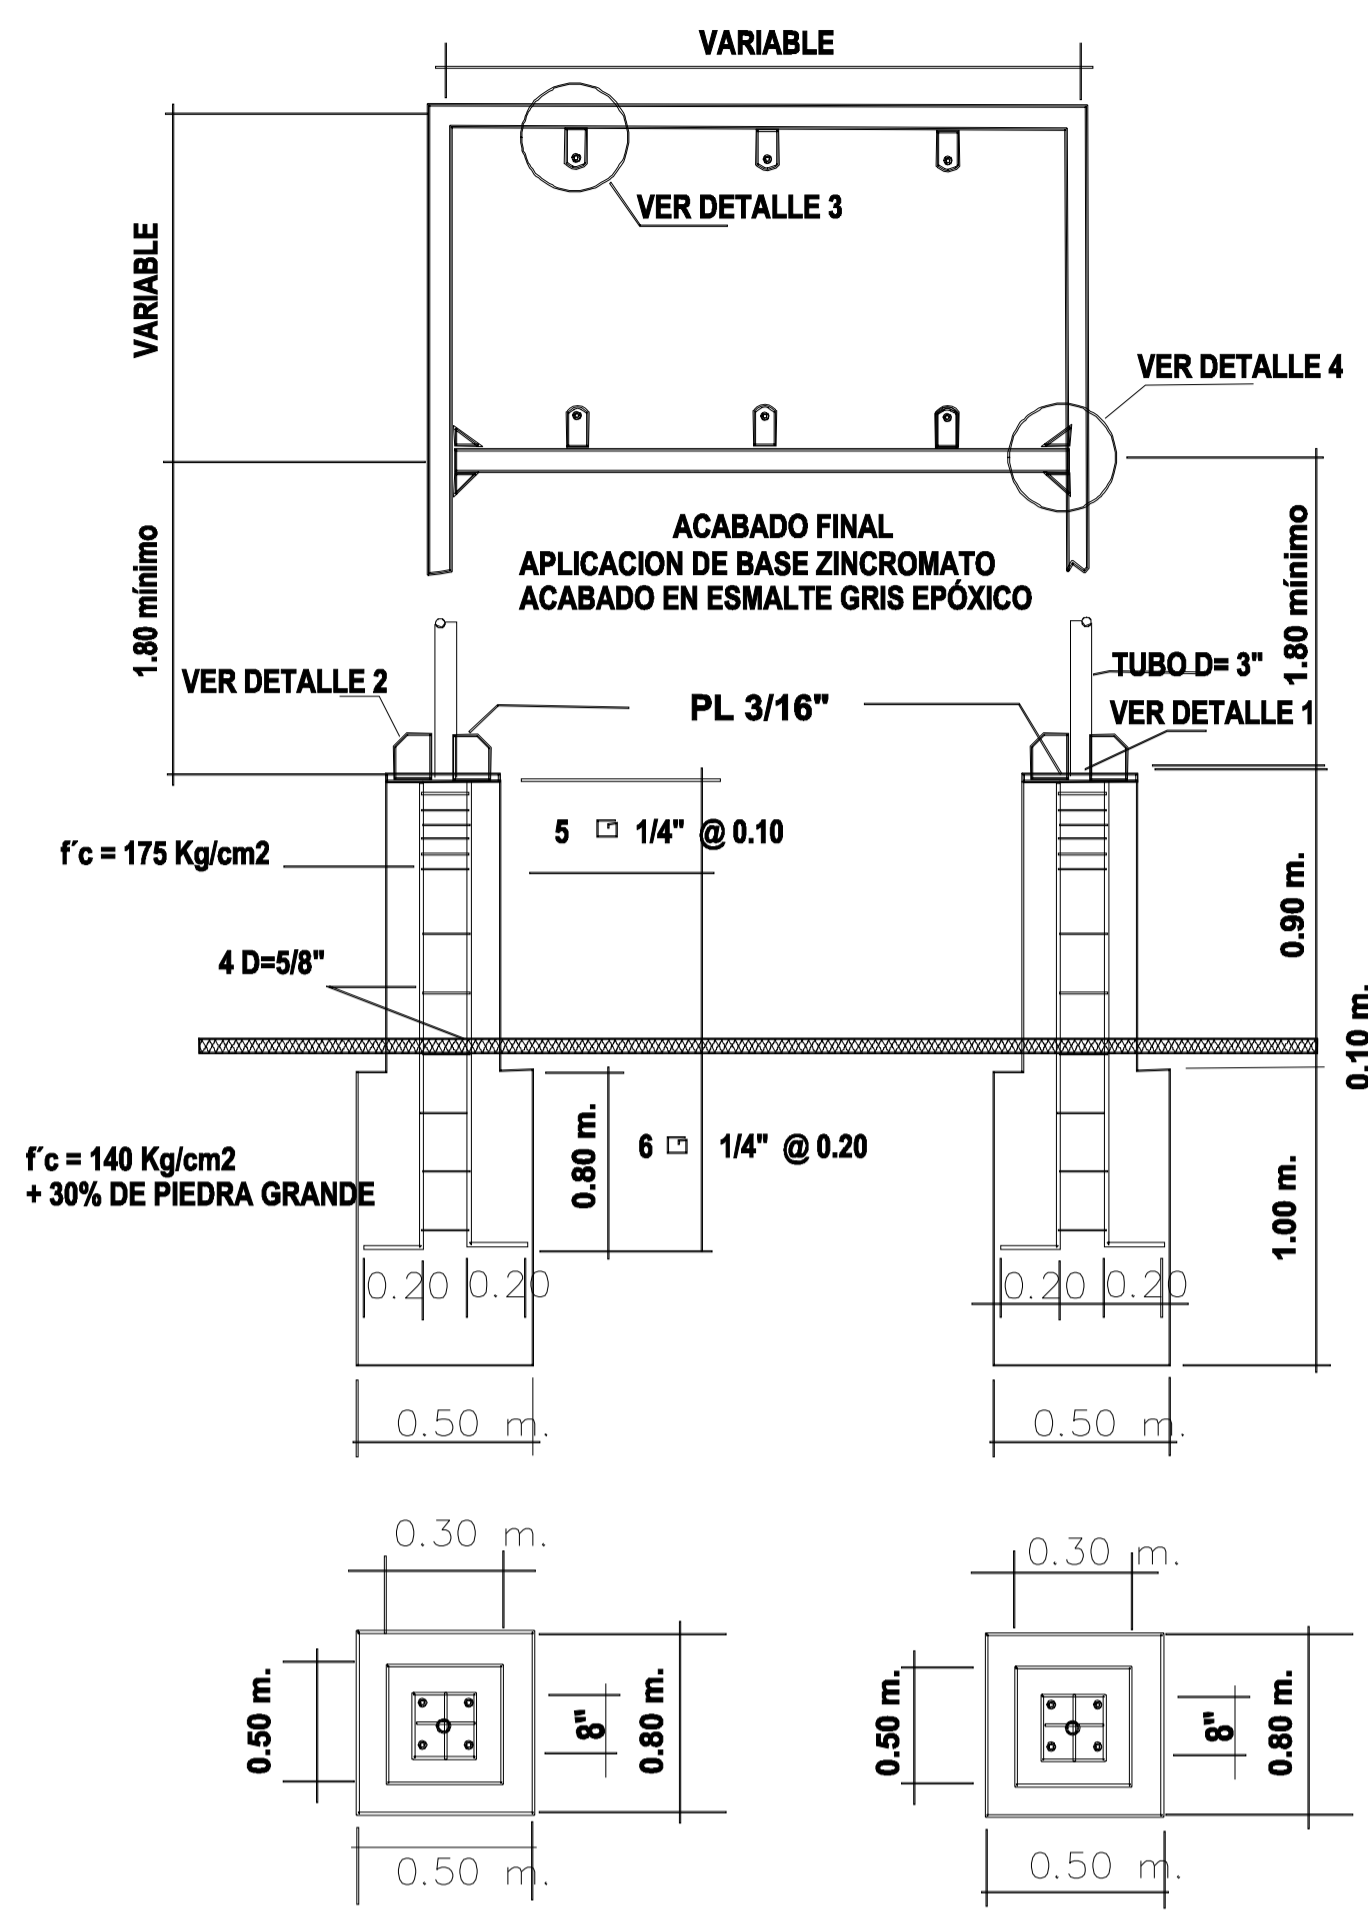 VARIABLE
VER DETALLE 3
VARIABLE
VER DETALLE 4
ACABADO FINAL
APLICACION DE BASE ZINCROMATO
ACABADO EN ESMALTE GRIS EPÓXICO
1.80 mínimo
1.80 mínimo
VER DETALLE 2
TUBO D= 3"
PL 3/16"
VER DETALLE 1
5 1/4" @ 0.10
f´c = 175 Kg/cm2
0.90 m.
4 D=5/8"
0.10 m.
f´c = 140 Kg/cm2
+ 30% DE PIEDRA GRANDE
0.80 m.
6 1/4" @ 0.20
1.00 m.
0.20 0.20
0.20 0.20
0.50 m.
0.50 m.
0.30 m.
0.30 m.
0.50 m.
8"
0.80 m.
0.50 m.
8"
0.80 m.
0.50 m.
0.50 m.